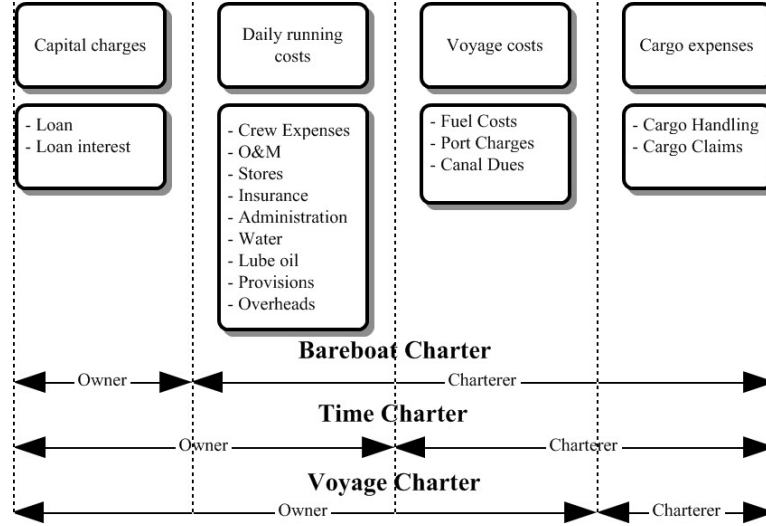 Capital charges
Daily running
costs
Voyage costs
Cargo expenses
- Loan
- Loan interest
- Crew Expenses
- O&M
- Stores
- Insurance
- Administration
- Water
- Lube oil
- Provisions
- Overheads
- Fuel Costs
- Port Charges
- Canal Dues
- Cargo Handling
- Cargo Claims
Bareboat Charter
Owner
Charterer
Time Charter
Owner
Charterer
Voyage Charter
Owner
Charterer